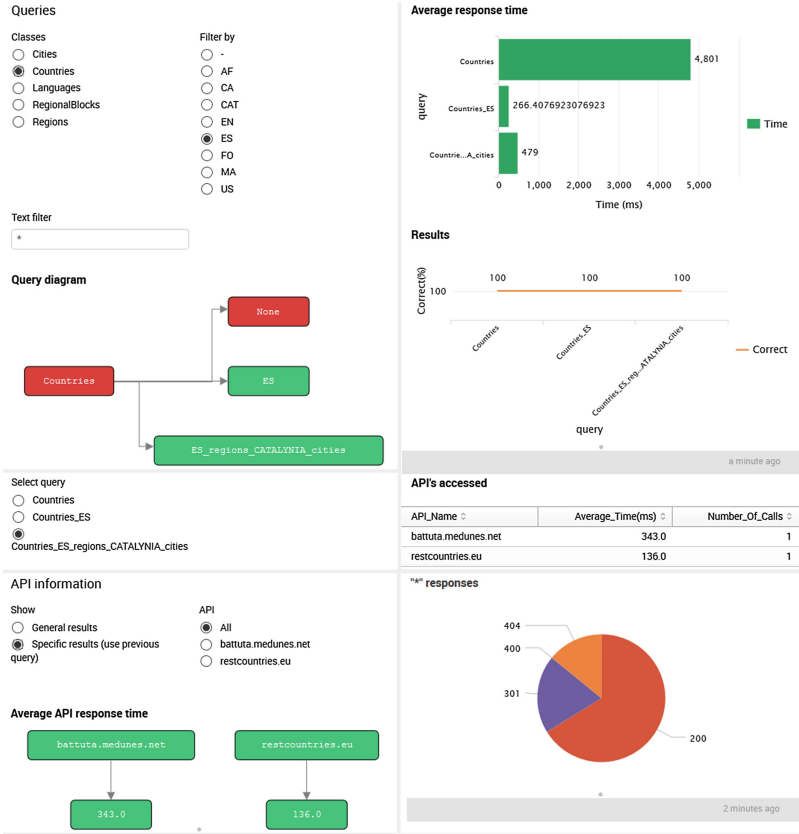 Queries
Classes
Cities
Countries
Languages
RegionalBlocks
Regions
Filter by
-
AF
CA
CAT
EN
ES
FO
MA
US
Text filter
*
Query diagram
None
Countries
ES
ES_regions_CATALYNIA_cities
Select query
Countries
Countries_ES
Countries_ES_regions_CATALYNIA_cities
API information
Show
General results
Specific results (use previous
query)
API
All
battuta.medunes.net
restcountries.eu
Average API response time
battuta.medunes.net
restcountries.eu
343.0
136.0
Average response time
Countries
4,801
Countries_ES
266.4076923076923
Countrie...A_cities
479
query
Time
0 1,000 2,000 3,000 4,000 5,000
Time (ms)
Results
Correct(%)
100 100 100
100
Countries
Countries_ES
Countries_ES_reg...ATALYNIA_cities
Correct
query
a minute ago
API's accessed
API_Name Average_Time(ms) Number_Of_Calls
battuta.medunes.net 343.0 1
restcountries.eu 136.0 1
"*" responses
404
400
301
200
2 minutes ago